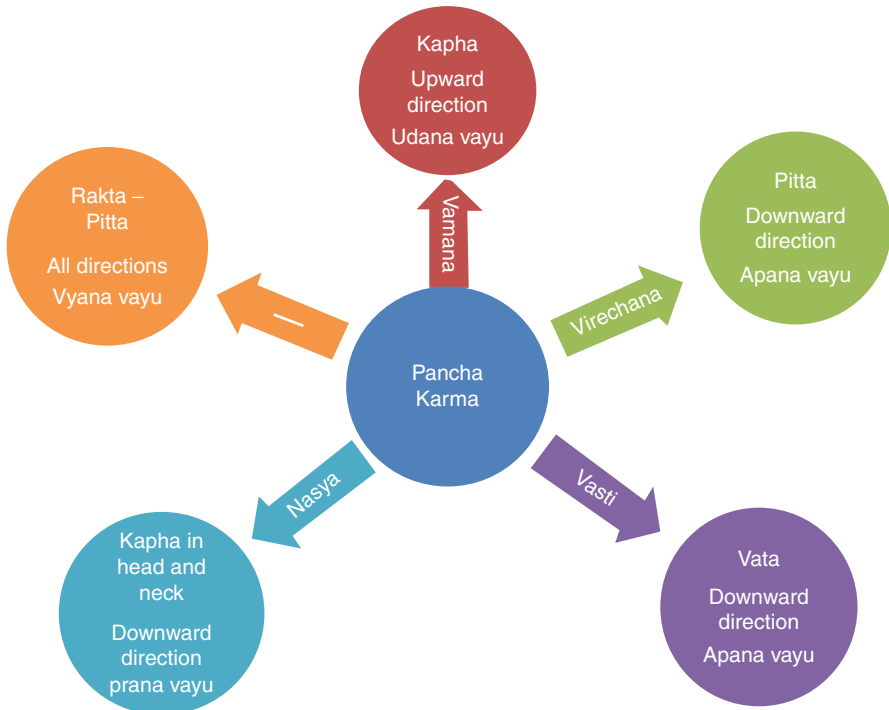 Kapha
Upward
direction
Udana vayu
Vamana
Pitta
Downward
direction
Apana vayu
Virechana
Rakta –
Pitta
All directions
Vyana vayu
—
Pancha
Karma
Nasya
Kapha in
head and
neck
Downward
direction
prana vayu
Vasti
Vata
Downward
direction
Apana vayu